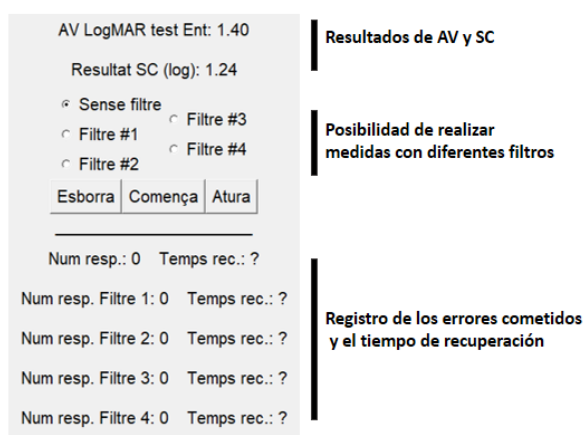 AV LogMAR test Ent: 1.40
Resultat SC (log): 1.24
Resultados de AV y SC
Sense filtre
Filtre #1
Filtre #2
Filtre #3
Filtre #4
Posibilidad de realizar
medidas con diferentes filtros
Esborra Comença Atura
Num resp.: 0 Temps rec.: ?
Num resp. Filtre 1: 0 Temps rec.: ?
Num resp. Filtre 2: 0 Temps rec.: ?
Num resp. Filtre 3: 0 Temps rec.: ?
Num resp. Filtre 4: 0 Temps rec.: ?
Registro de los errores cometidos
y el tiempo de recuperación